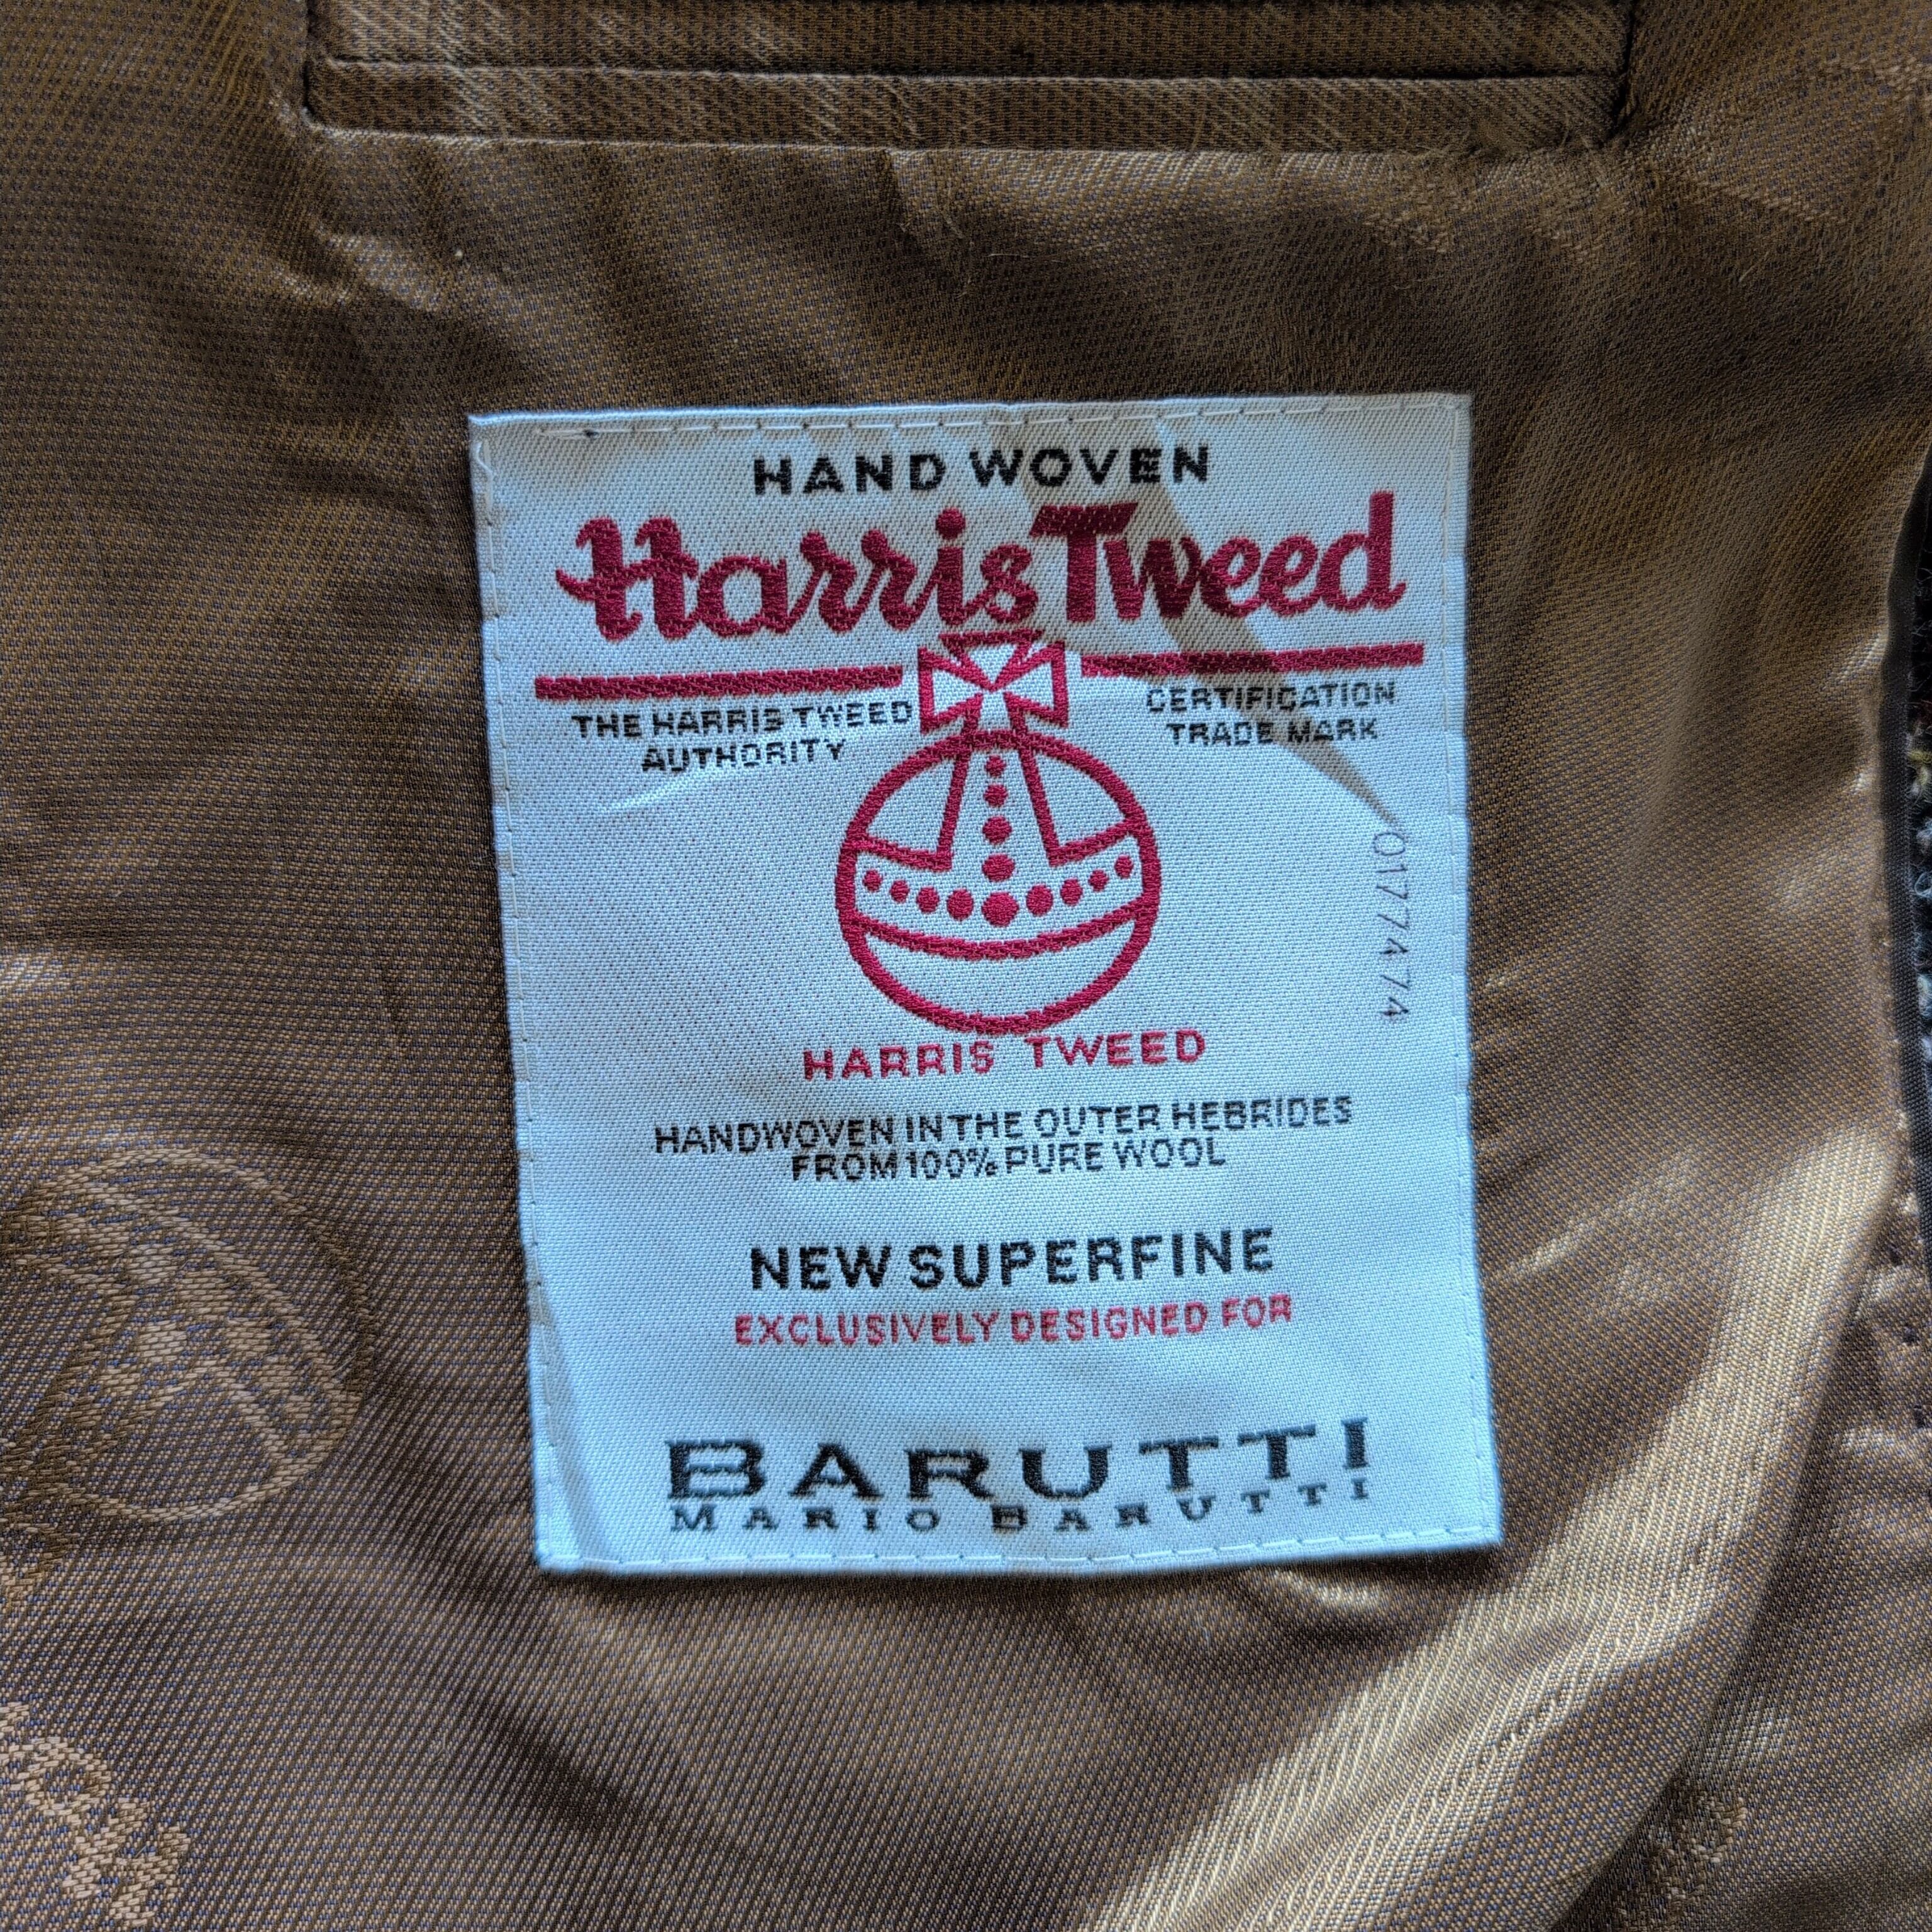 HAND WOVEN
Harris Tweed
THE HARRIS TWEED
AUTHORITY
CERTIFICATION
TRADE MARK
017774774
HARRIS TWEED
HANDWOVEN IN THE OUTER HEBRIDES
FROM 100% PURE WOOL
NEW SUPERFINE
EXCLUSIVELY DESIGNED FOR
BARUTTI
MARIO BARUTTI